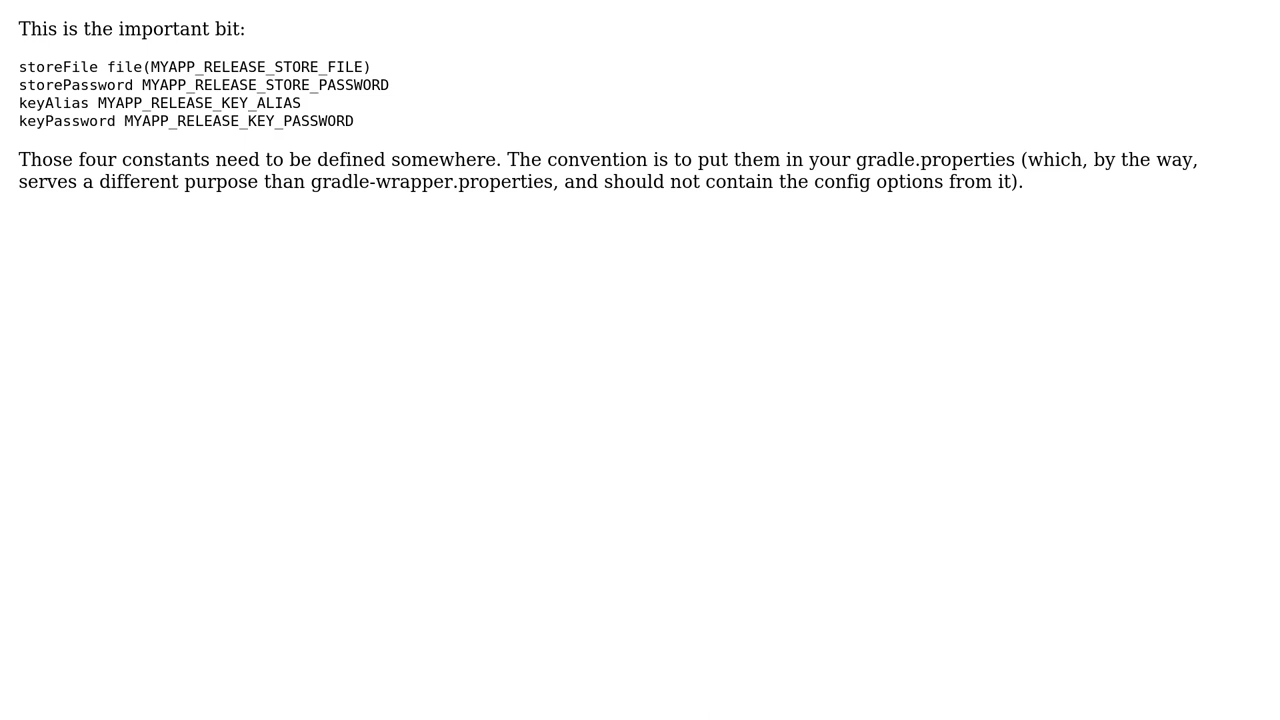 This is the important bit:
storeFile file(MYAPP_RELEASE_STORE_FILE)
storePassword MYAPP_RELEASE_STORE_PASSWORD
keyAlias MYAPP_RELEASE_KEY_ALIAS
keyPassword MYAPP_RELEASE_KEY_PASSWORD
Those four constants need to be defined somewhere. The convention is to put them in your gradle.properties (which, by the way,
serves a different purpose than gradle-wrapper.properties, and should not contain the config options from it).